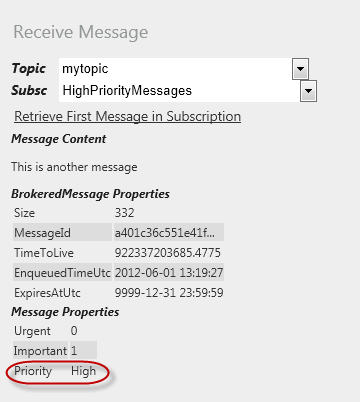 Receive Message
Topic mytopic
Subsc HighPriorityMessages
Retrieve First Message in Subscription
Message Content
This is another message
BrokeredMessage Properties
Size 332
MessageId a401c36c551e41f...
TimeToLive 922337203685.4775
EnqueuedTimeUtc 2012-06-01 13:19:27
ExpiresAtUtc 9999-12-31 23:59:59
Message Properties
Urgent 0
Important 1
Priority High